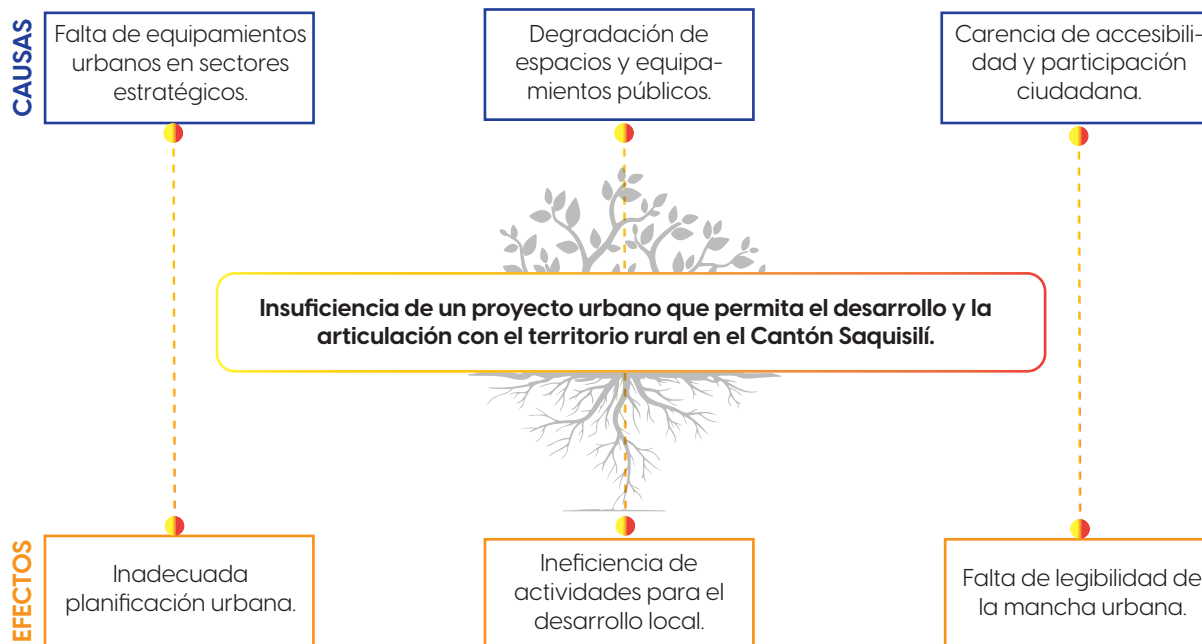 CAUSAS
Falta de equipamientos
urbanos en sectores
estratégicos.
Degradación de
espacios y equipa-
mientos públicos.
Carencia de accesibili-
dad y participación
ciudadana.
Insuficiencia de un proyecto urbano que permita el desarrollo y la
articulación con el territorio rural en el Cantón Saquisilí.
EFECTOS
Inadecuada
planificación urbana.
Ineficiencia de
actividades para el
desarrollo local.
Falta de legibilidad de
la mancha urbana.